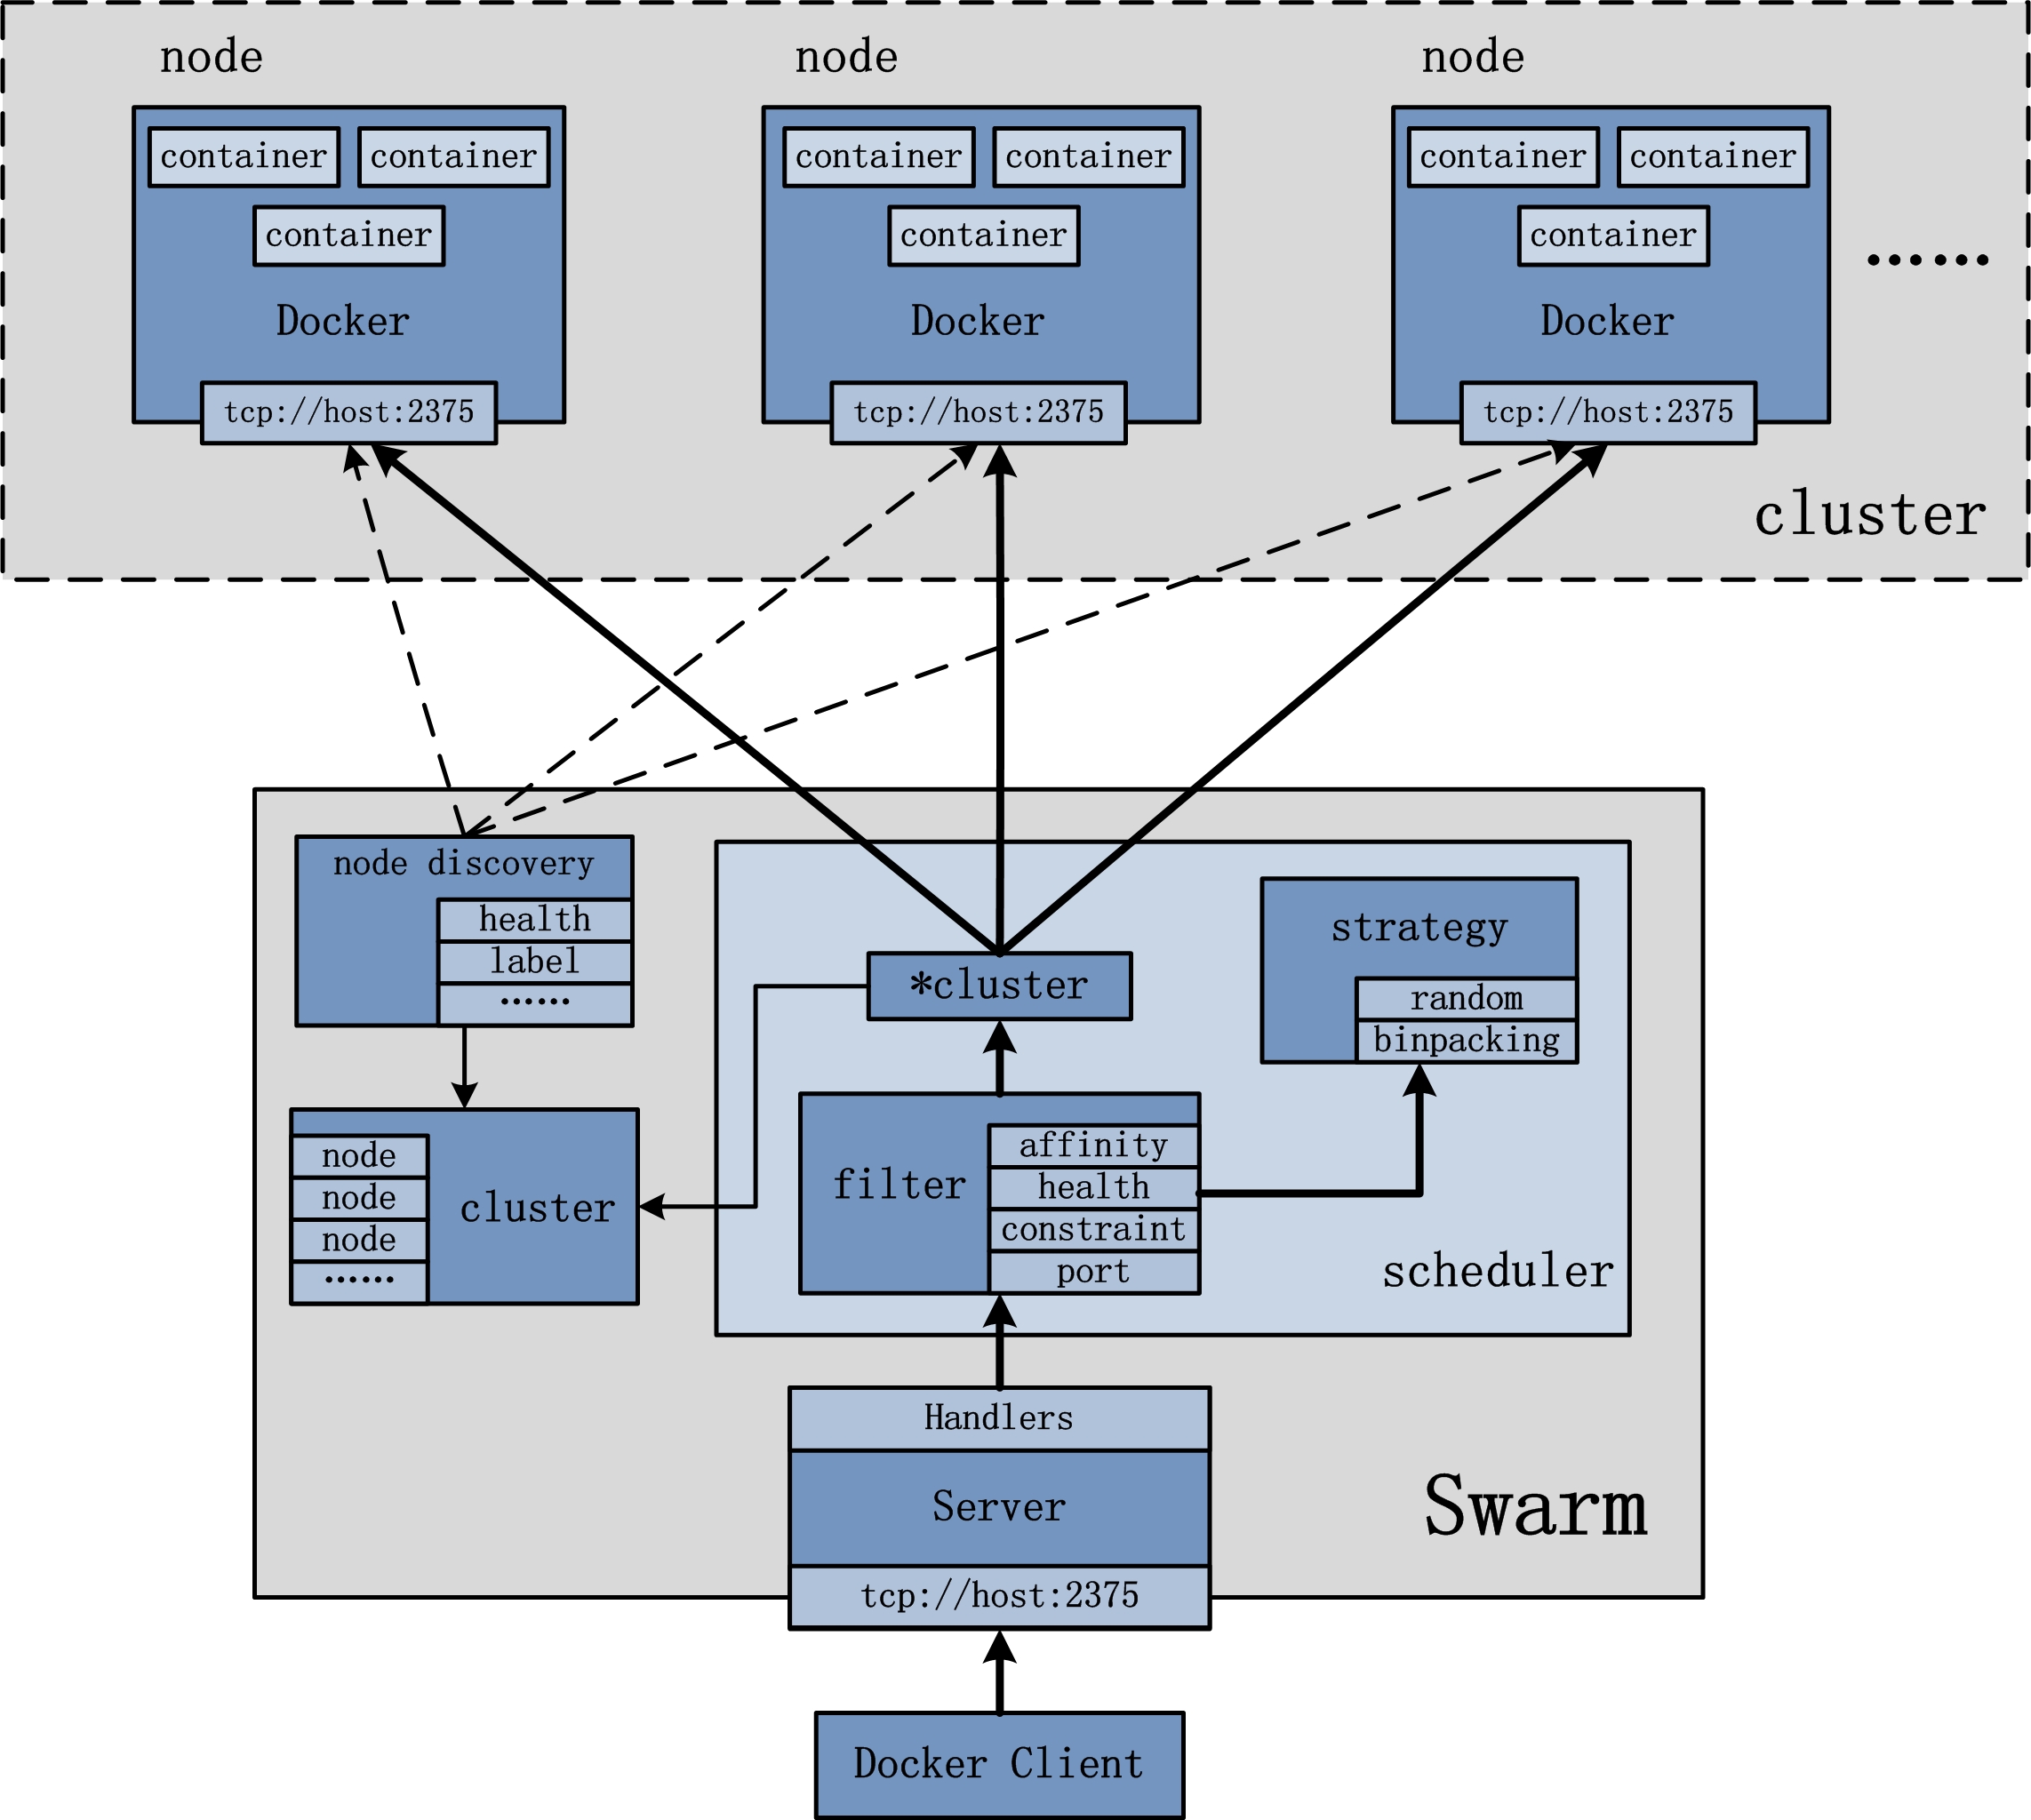 node
node
node
container container
container
Docker
tcp://host:2375
container container
container
Docker
tcp://host:2375
container container
container
Docker
tcp://host:2375
······
cluster
node discovery
health
label
······
node
node
node
······
cluster
*cluster
strategy
random
binpacking
filter
affinity
health
constraint
port
scheduler
Handlers
Server
tcp://host:2375
Swarm
Docker Client